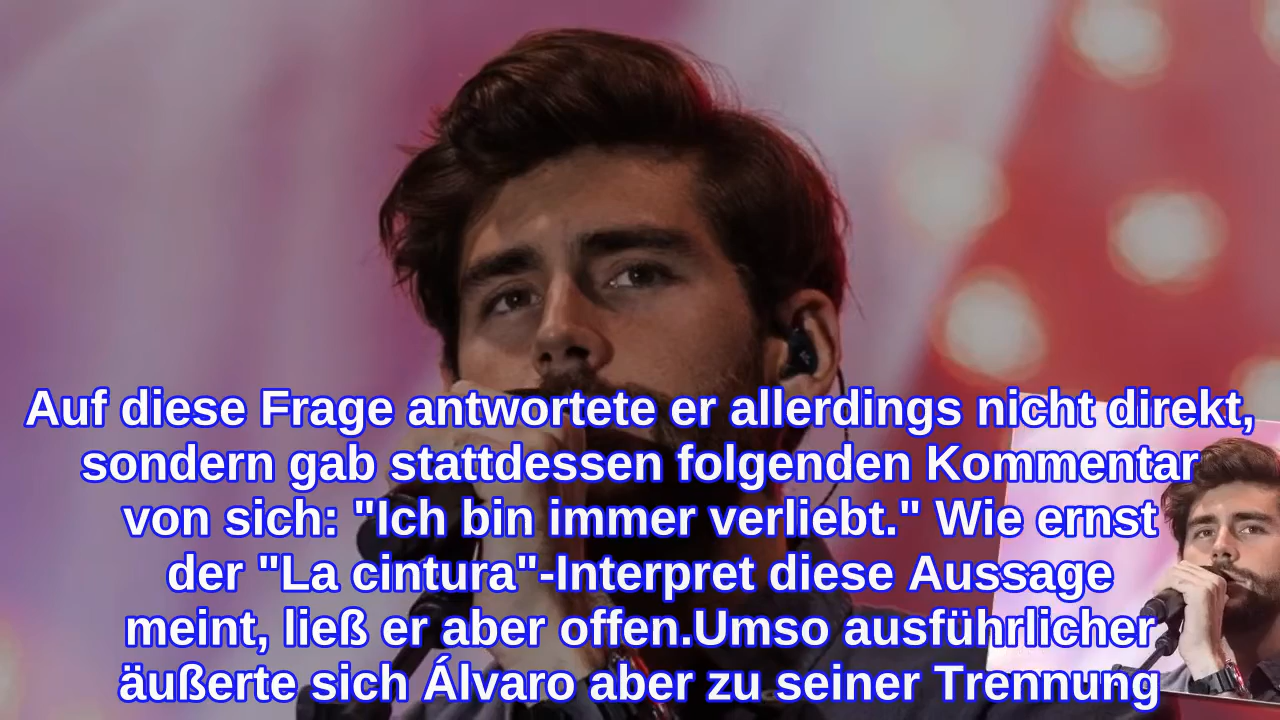 Auf diese Frage antwortete er allerdings nicht direkt,
sondern gab stattdessen folgenden Kommentar
von sich: "Ich bin immer verliebt." Wie ernst
der "La cintura"-Interpret diese Aussage
meint, ließ er aber offen.Umso ausführlicher
äußerte sich Álvaro aber zu seiner Trennung